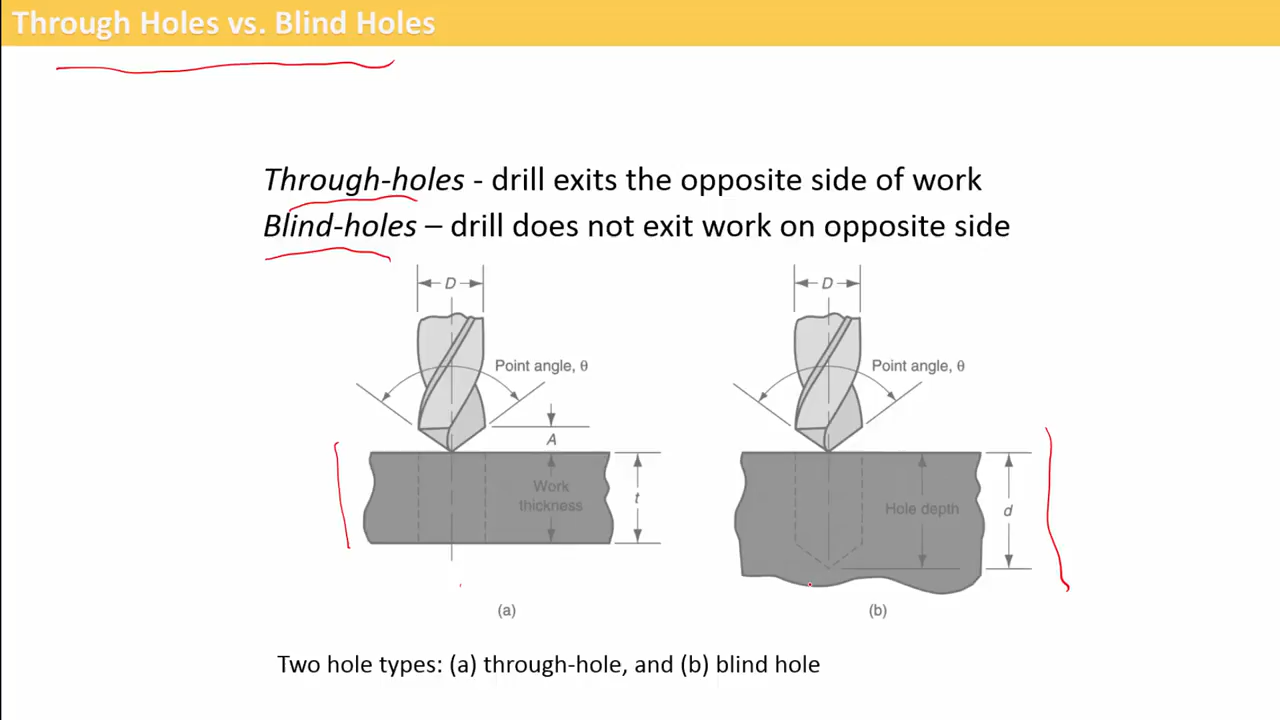 Through Holes vs. Blind Holes
Through-holes - drill exits the opposite side of work
Blind-holes – drill does not exit work on opposite side
D
D
Point angle, θ
Point angle, θ
A
Work
thickness
t
Hole depth
d
(a)
(b)
Two hole types: (a) through-hole, and (b) blind hole